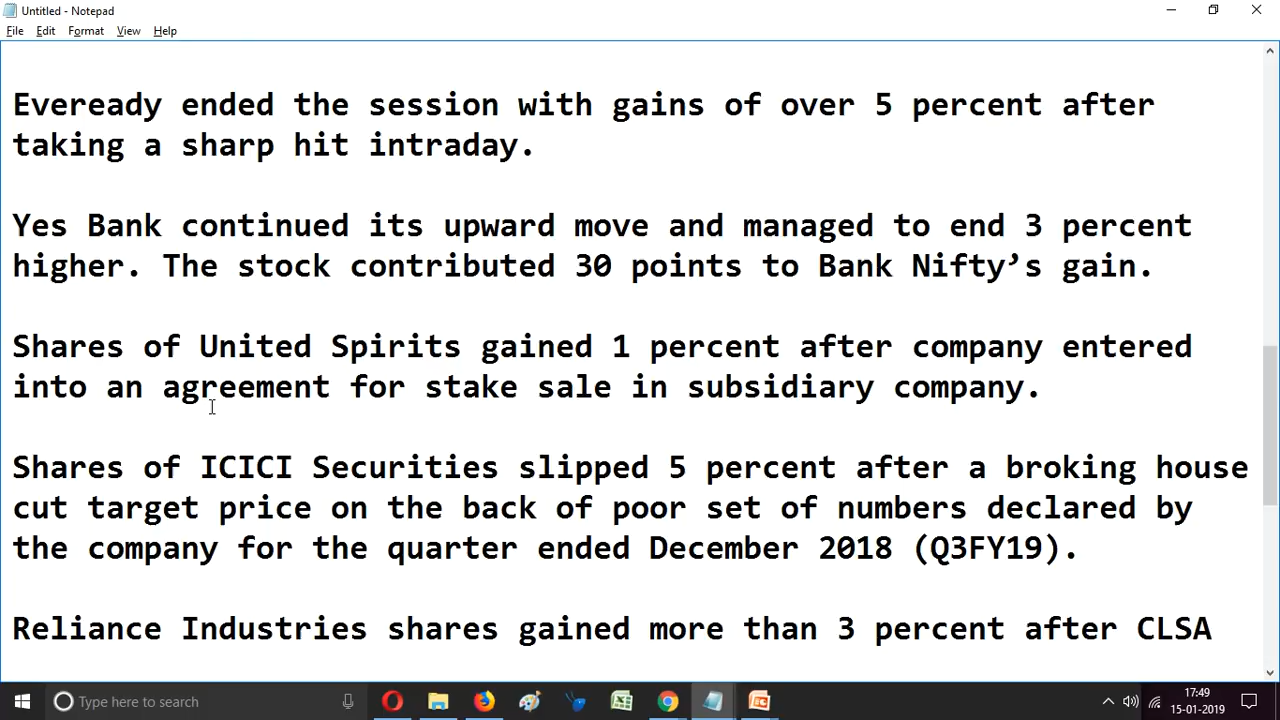 Untitled - Notepad
File Edit Format View Help
Eveready ended the session with gains of over 5 percent after
taking a sharp hit intraday.
Yes Bank continued its upward move and managed to end 3 percent
higher. The stock contributed 30 points to Bank Nifty’s gain.
Shares of United Spirits gained 1 percent after company entered
into an agreement for stake sale in subsidiary company.
Shares of ICICI Securities slipped 5 percent after a broking house
cut target price on the back of poor set of numbers declared by
the company for the quarter ended December 2018 (Q3FY19).
Reliance Industries shares gained more than 3 percent after CLSA
Type here to search
17:49
15-01-2019